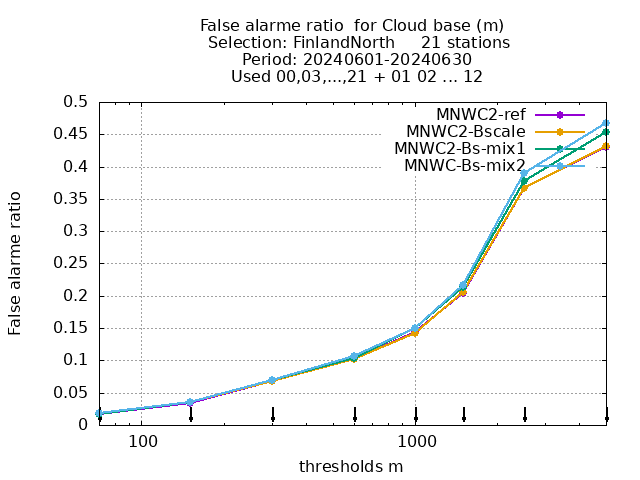 False alarme ratio  for Cloud base (m)
Selection: FinlandNorth     21 stations
Period: 20240601-20240630
Used 00,03,...,21 + 01 02 ... 12
MNWC2-ref
MNWC2-Bscale
MNWC2-Bs-mix1
MNWC-Bs-mix2
0.5
0.45
0.4
0.35
0.3
0.25
0.2
0.15
0.1
0.05
0
False alarme ratio
100
1000
thresholds m